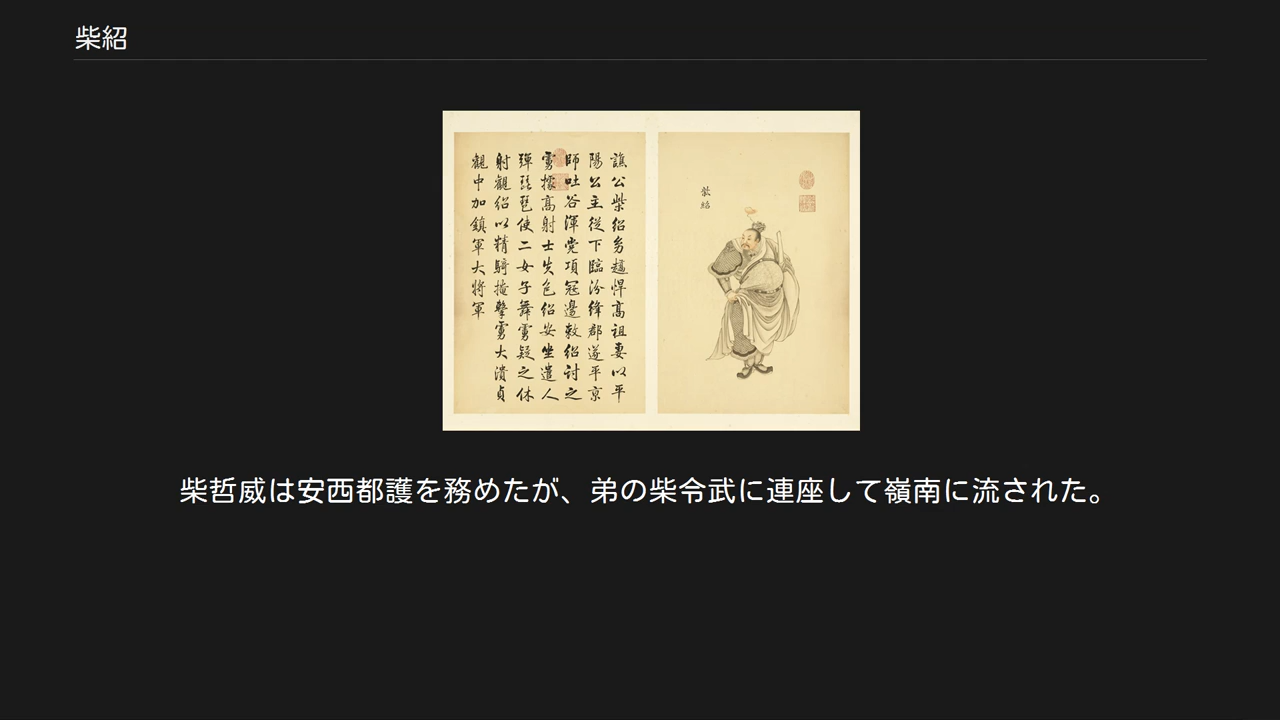 柴紹
譙公柴紹矛趫悍高祖妻以平
陽公主從下臨汾絳郡遂平京
師吐谷渾党項寇邊敕紹討之
虜據高射士失色紹安坐遣人
彈琵琶使二女子舞虜疑之休
射觀紹以精騎掩擊虜大潰貞
觀中加鎮軍大將軍
柴紹
柴哲威は安西都護を務めたが、弟の柴令武に連座して嶺南に流された。